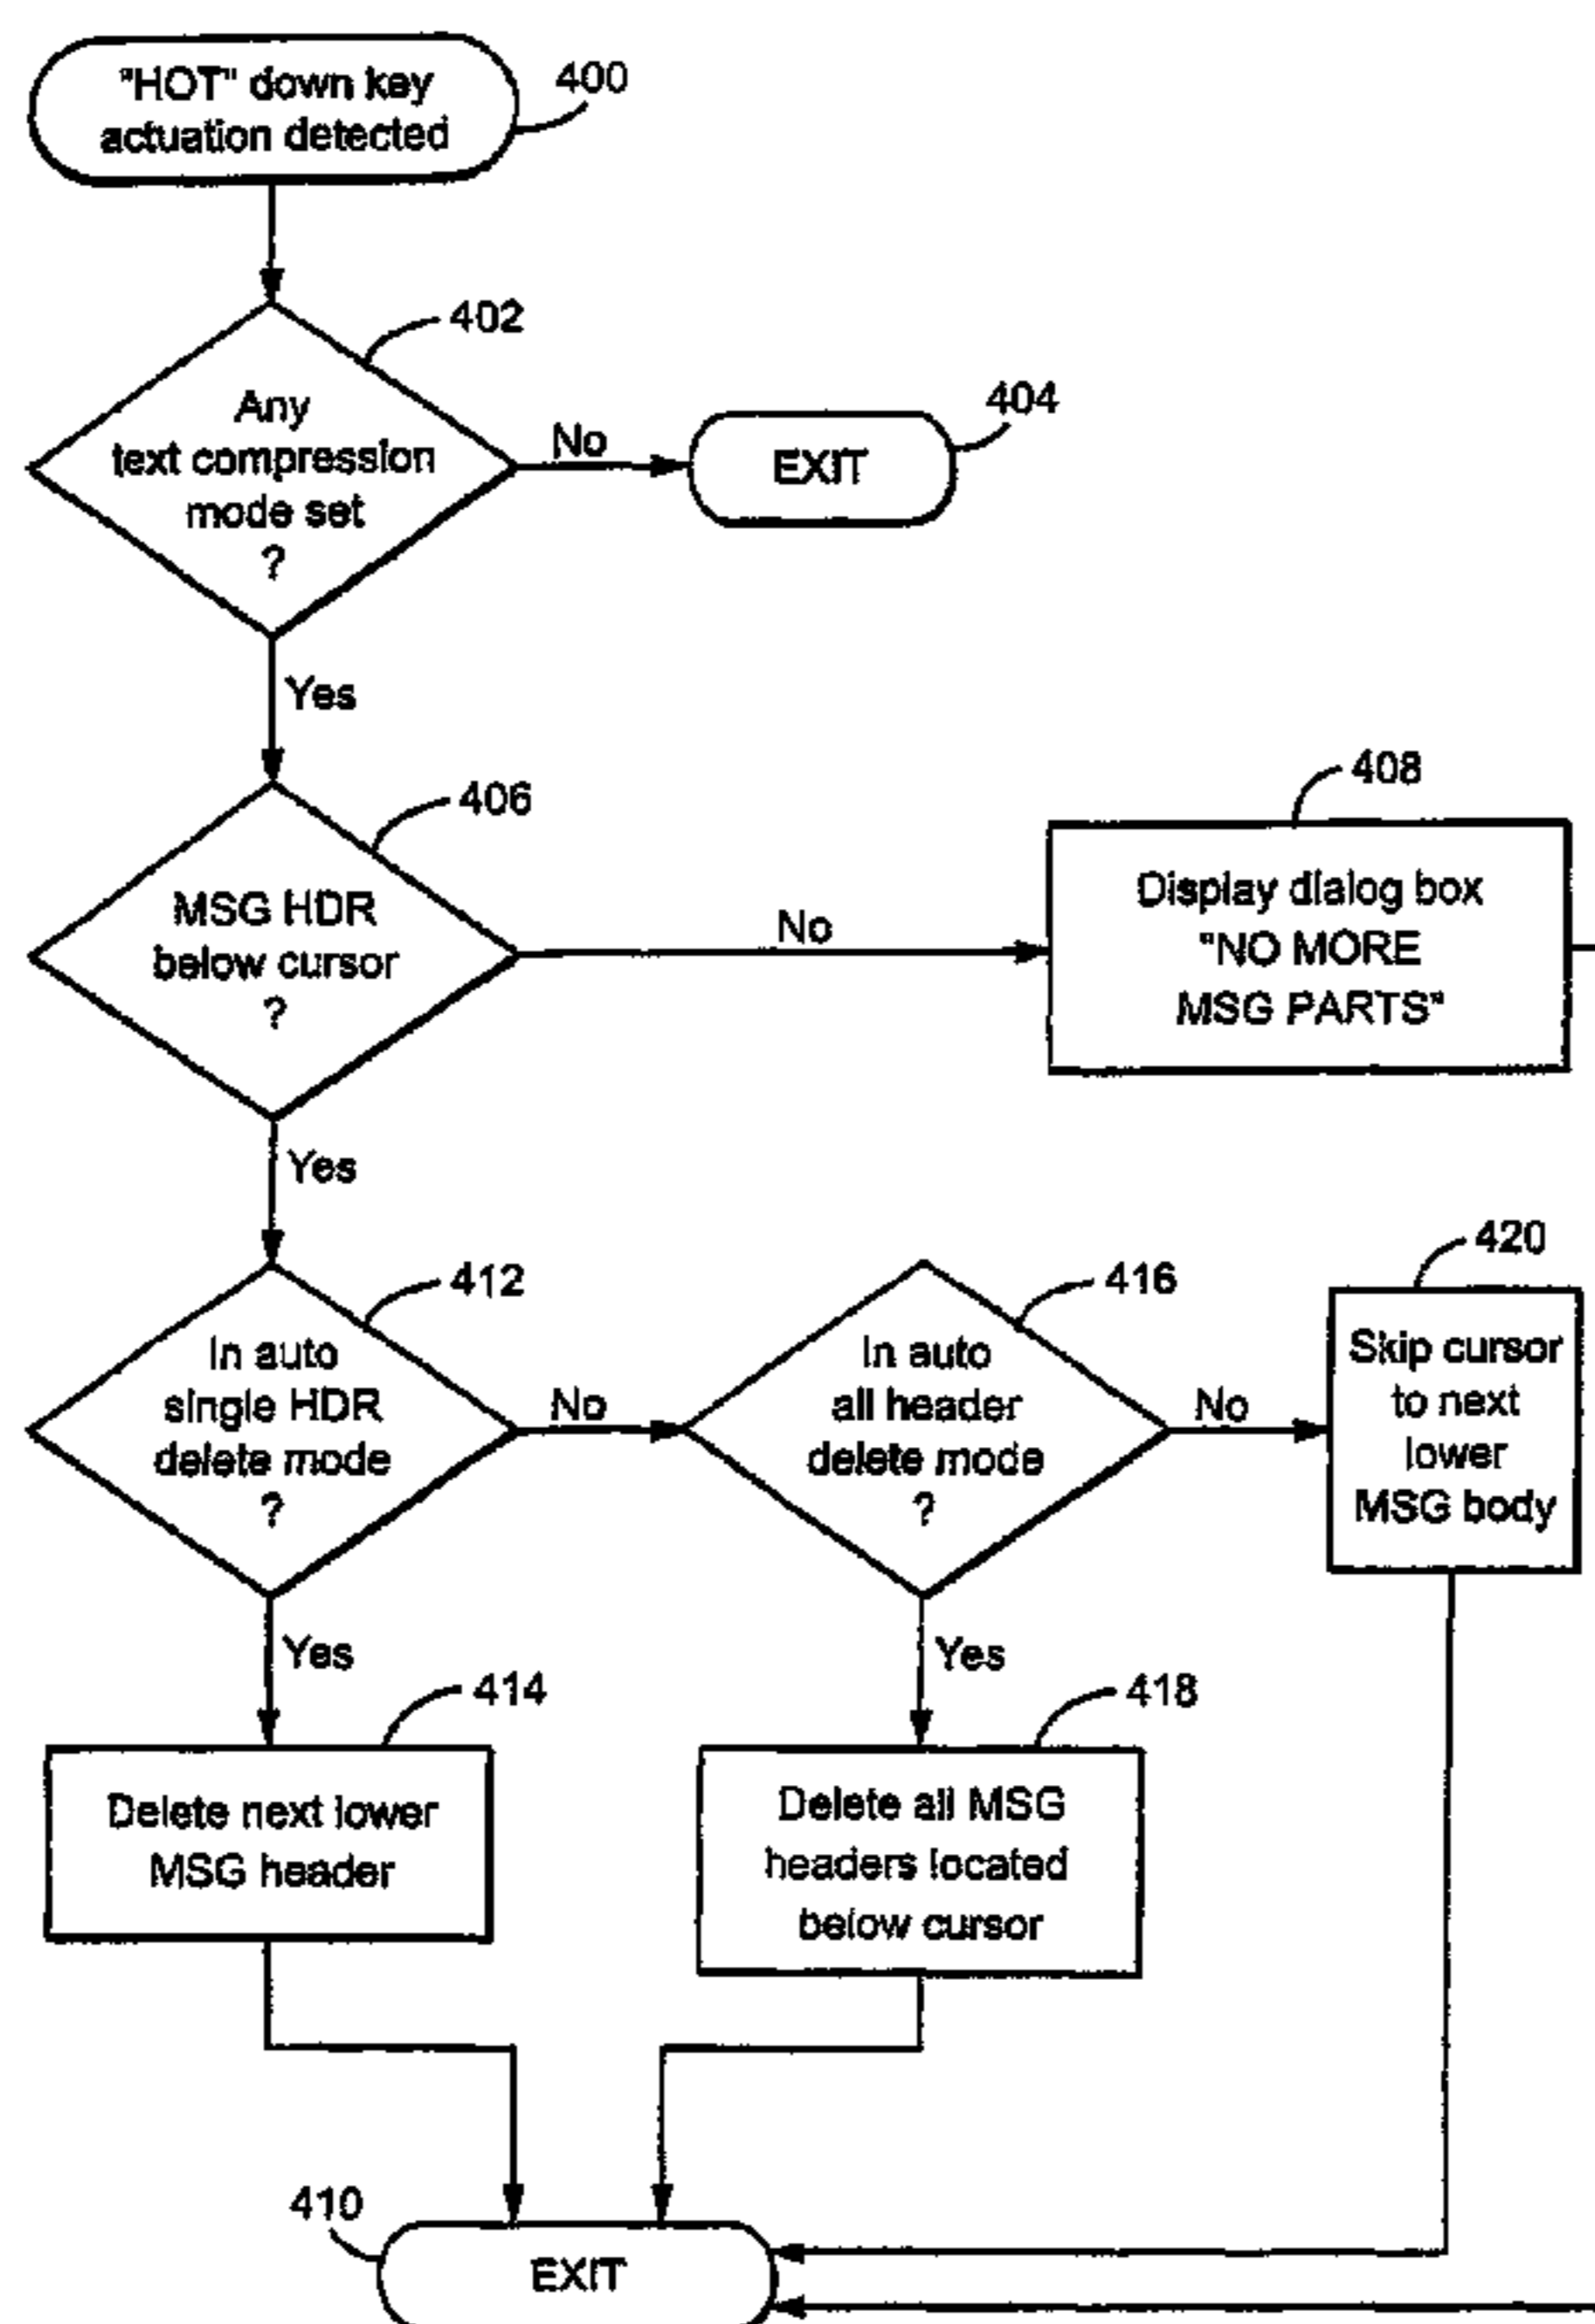 "HOT" down key
actuation detected
400
402
Any
text compression
mode set
?
No
404
EXIT
Yes
406
MSG HDR
below cursor
?
No
408
Display dialog box
"NO MORE
MSG PARTS"
Yes
412
In auto
single HDR
delete mode
?
No
416
In auto
all header
delete mode
?
No
420
Skip cursor
to next
lower
MSG body
Yes
414
Delete next lower
MSG header
Yes
418
Delete all MSG
headers located
below cursor
410
EXIT